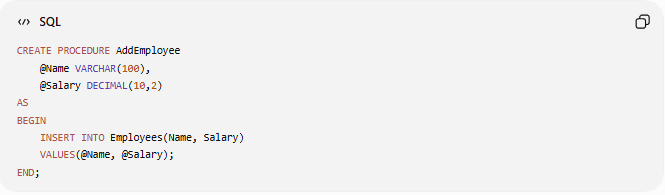 SQL
CREATE PROCEDURE AddEmployee
    @Name VARCHAR(100),
    @Salary DECIMAL(10,2)
AS
BEGIN
    INSERT INTO Employees(Name, Salary)
    VALUES(@Name, @Salary);
END;